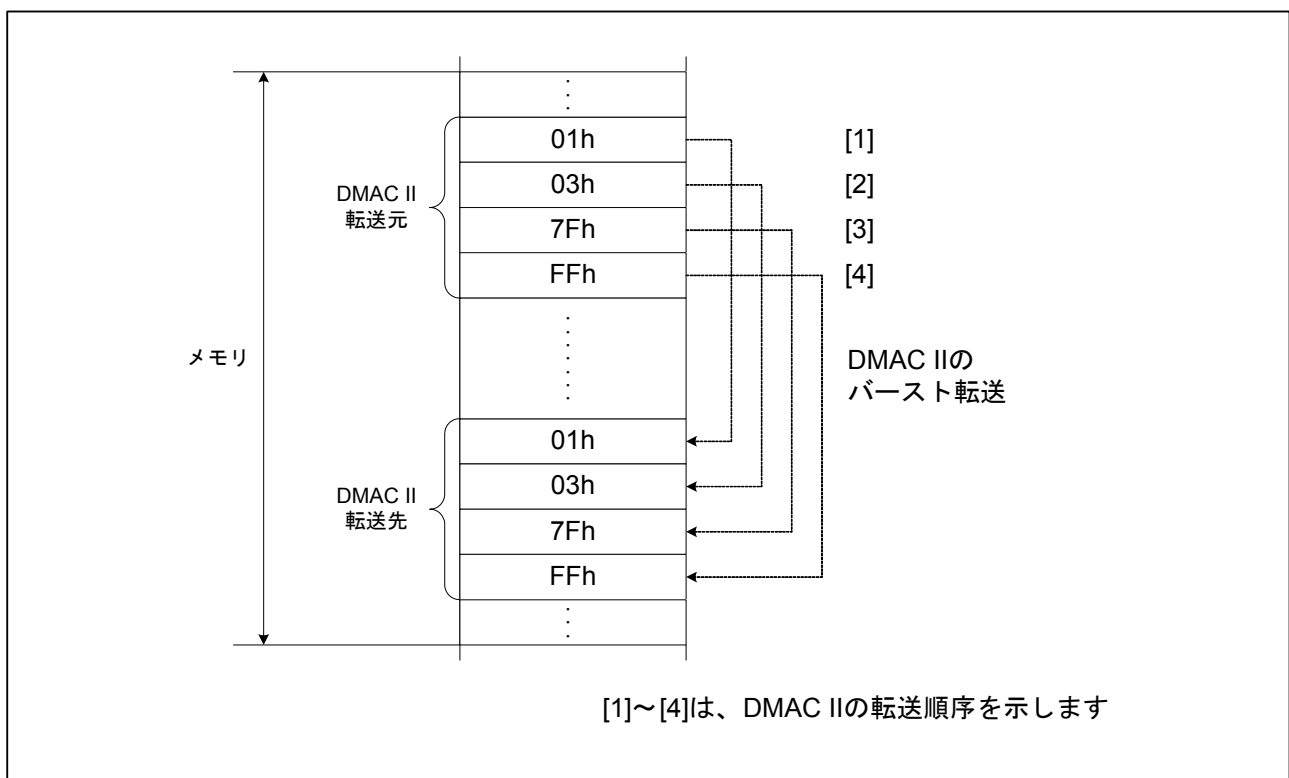 01h
[1]
03h
[2]
DMAC II
転送元
7Fh
[3]
FFh
[4]
メモリ
DMAC IIの
バースト転送
01h
03h
DMAC II
転送先
7Fh
FFh
[1]～[4]は、DMAC IIの転送順序を示します